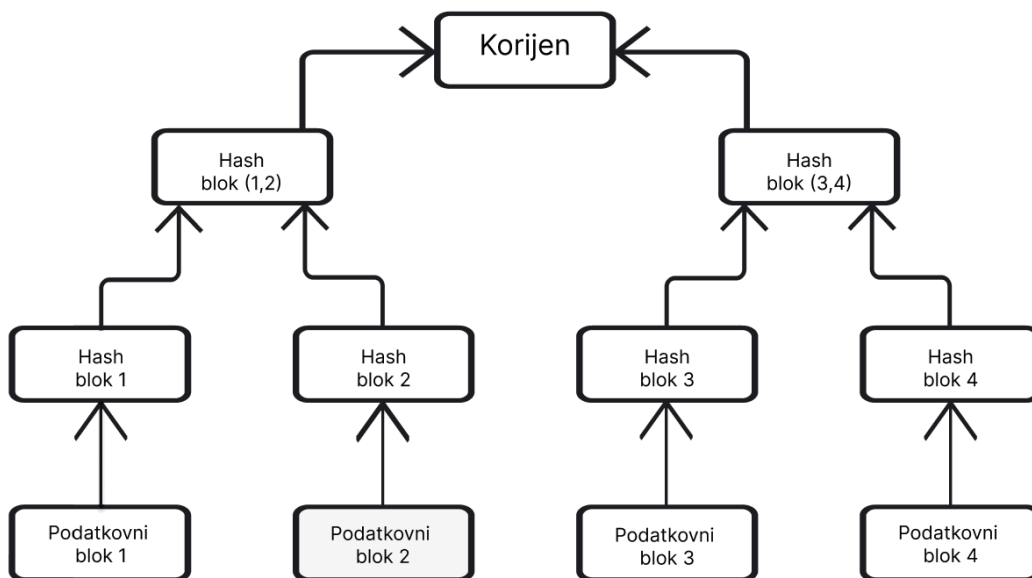 Korijen
Hash
blok (1,2)
Hash
blok (3,4)
Hash
blok 1
Hash
blok 2
Hash
blok 3
Hash
blok 4
Podatkovni
blok 1
Podatkovni
blok 2
Podatkovni
blok 3
Podatkovni
blok 4